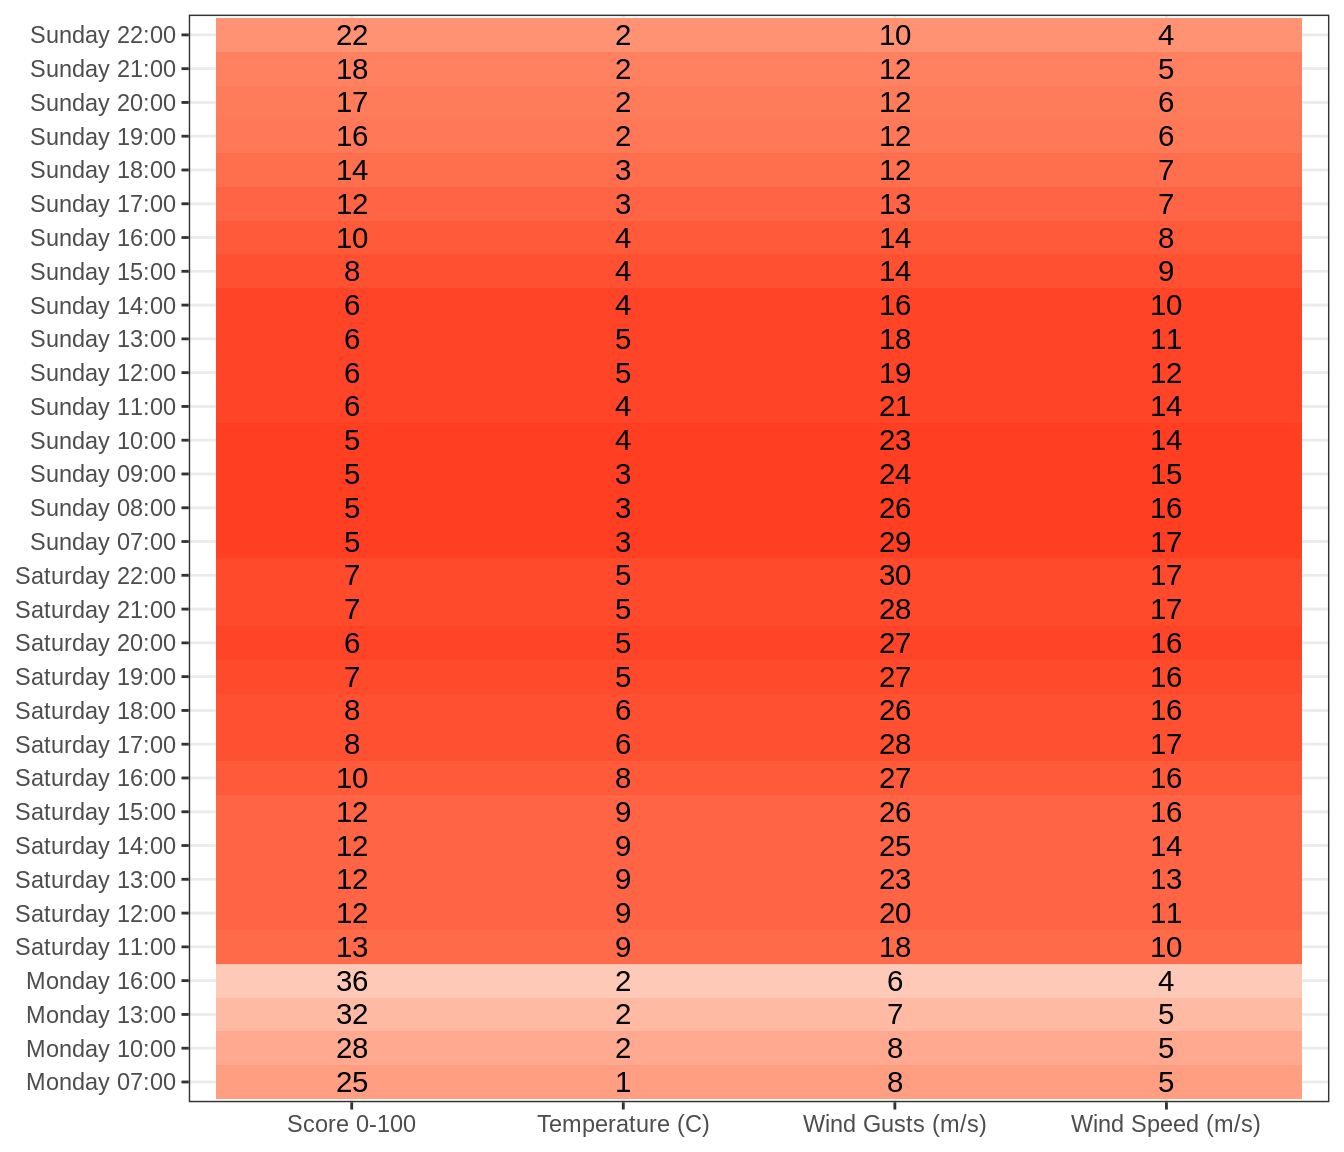 Sunday 22:00 22 2 10 4
Sunday 21:00 18 2 12 5
Sunday 20:00 17 2 12 6
Sunday 19:00 16 2 12 6
Sunday 18:00 14 3 12 7
Sunday 17:00 12 3 13 7
Sunday 16:00 10 4 14 8
Sunday 15:00 8 4 14 9
Sunday 14:00 6 4 16 10
Sunday 13:00 6 5 18 11
Sunday 12:00 6 5 19 12
Sunday 11:00 6 4 21 14
Sunday 10:00 5 4 23 14
Sunday 09:00 5 3 24 15
Sunday 08:00 5 3 26 16
Sunday 07:00 5 3 29 17
Saturday 22:00 7 5 30 17
Saturday 21:00 7 5 28 17
Saturday 20:00 6 5 27 16
Saturday 19:00 7 5 27 16
Saturday 18:00 8 6 26 16
Saturday 17:00 8 6 28 17
Saturday 16:00 10 8 27 16
Saturday 15:00 12 9 26 16
Saturday 14:00 12 9 25 14
Saturday 13:00 12 9 23 13
Saturday 12:00 12 9 20 11
Saturday 11:00 13 9 18 10
Monday 16:00 36 2 6 4
Monday 13:00 32 2 7 5
Monday 10:00 28 2 8 5
Monday 07:00 25 1 8 5
Score 0-100 Temperature (C) Wind Gusts (m/s) Wind Speed (m/s)